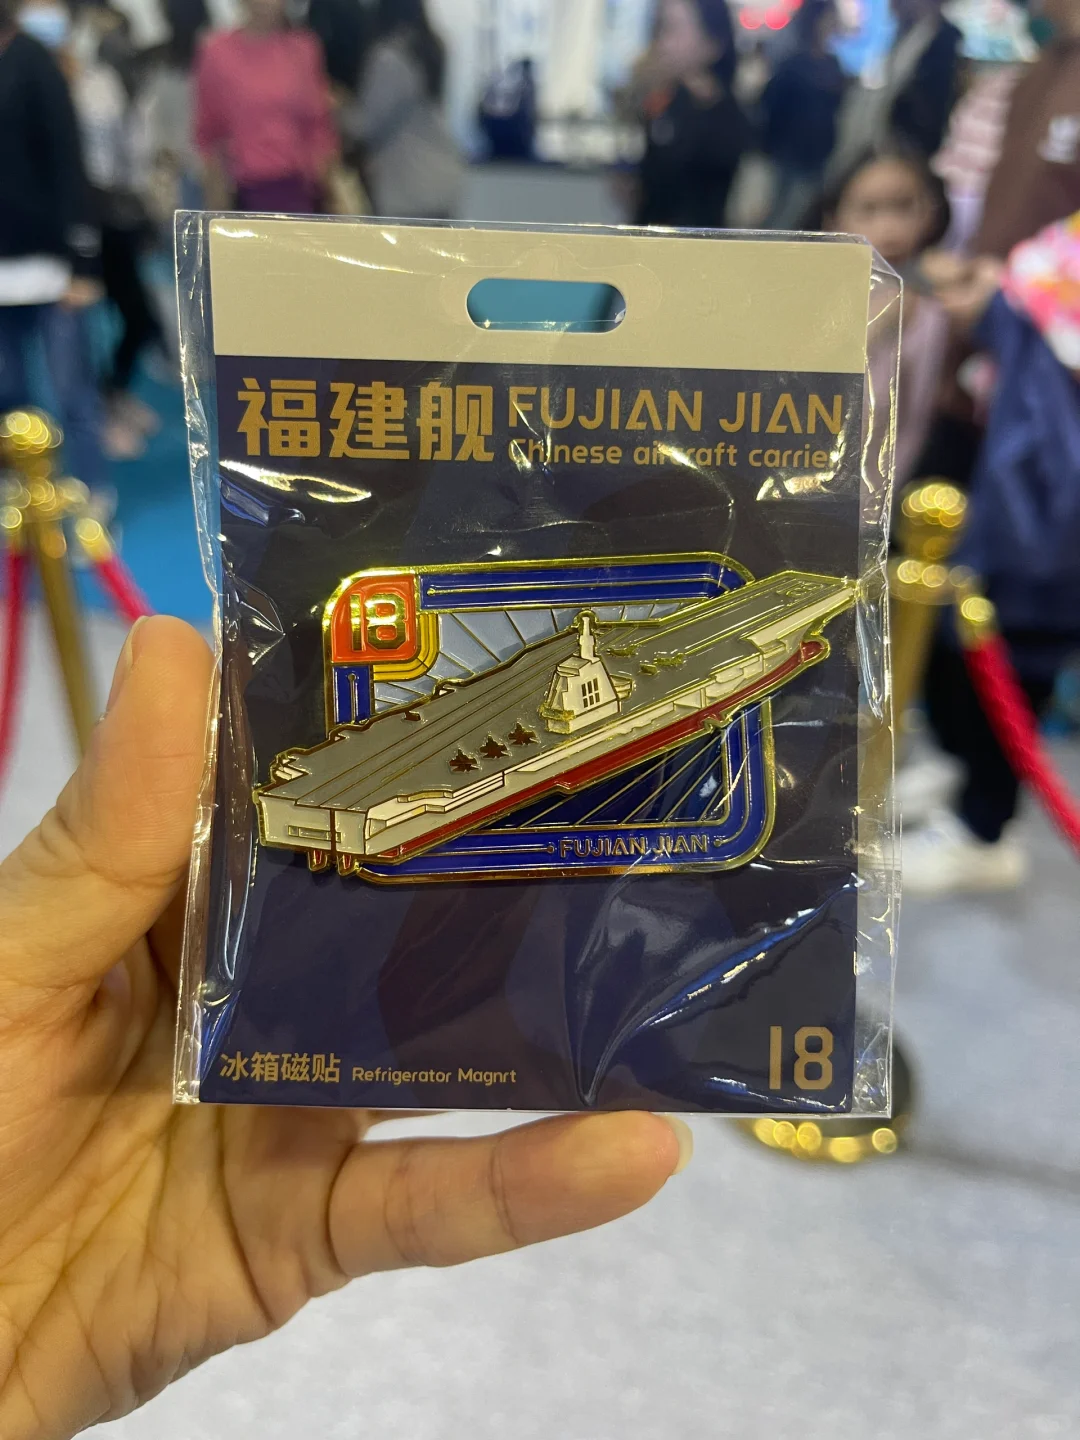 福建舰 FUJIAN JIAN
Chinese aircraft carrier
18
FUJIAN JIAN
冰箱磁贴 Refrigerator Magnrt
18